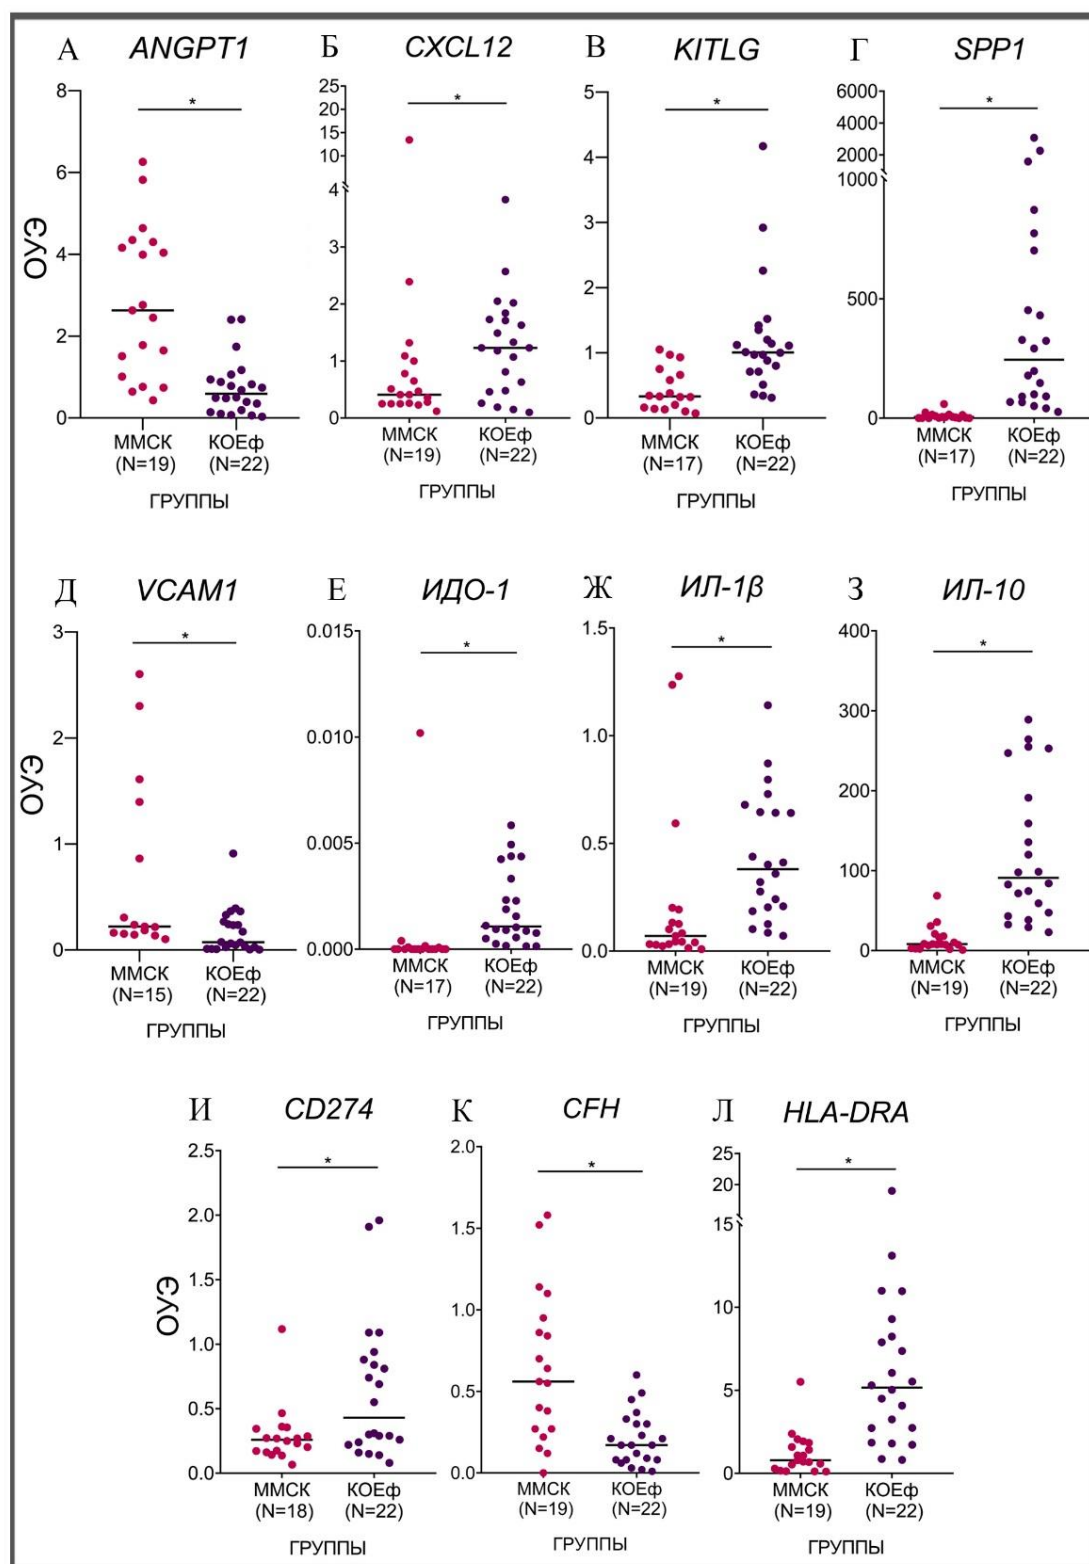 А ANGPT1
8
6
4
2
0
ОУЭ
*
ММСК (N=19)
КОЕф (N=22)
ГРУППЫ
Б CXCL12
25
20
15
10
4
3
2
1
0
*
ММСК (N=19)
КОЕф (N=22)
ГРУППЫ
В KITLG
5
4
3
2
1
0
*
ММСК (N=17)
КОЕф (N=22)
ГРУППЫ
Г SPP1
6000
4000
2000
1000
500
0
*
ММСК (N=17)
КОЕф (N=22)
ГРУППЫ
Д VCAM1
3
2
1
0
ОУЭ
*
ММСК (N=15)
КОЕф (N=22)
ГРУППЫ
Е ИДО-1
0.015
0.010
0.005
0.000
*
ММСК (N=17)
КОЕф (N=22)
ГРУППЫ
Ж ИЛ-1β
1.5
1.0
0.5
0.0
*
ММСК (N=19)
КОЕф (N=22)
ГРУППЫ
З ИЛ-10
400
300
200
100
0
*
ММСК (N=19)
КОЕф (N=22)
ГРУППЫ
И CD274
2.5
2.0
1.5
1.0
0.5
0.0
ОУЭ
*
ММСК (N=18)
КОЕф (N=22)
ГРУППЫ
К CFH
2.0
1.5
1.0
0.5
0.0
*
ММСК (N=19)
КОЕф (N=22)
ГРУППЫ
Л HLA-DRA
25
20
15
10
5
0
*
ММСК (N=19)
КОЕф (N=22)
ГРУППЫ